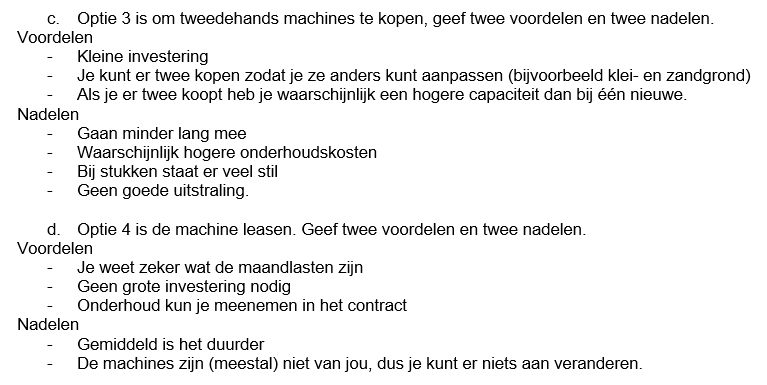 c. Optie 3 is om tweedehands machines te kopen, geef twee voordelen en twee nadelen.
Voordelen
- Kleine investering
- Je kunt er twee kopen zodat je ze anders kunt aanpassen (bijvoorbeeld klei- en zandgrond)
- Als je er twee koopt heb je waarschijnlijk een hogere capaciteit dan bij één nieuwe.
Nadelen
- Gaan minder lang mee
- Waarschijnlijk hogere onderhoudskosten
- Bij stukken staat er veel stil
- Geen goede uitstraling.
d. Optie 4 is de machine leasen. Geef twee voordelen en twee nadelen.
Voordelen
- Je weet zeker wat de maandlasten zijn
- Geen grote investering nodig
- Onderhoud kun je meenemen in het contract
Nadelen
- Gemiddeld is het duurder
- De machines zijn (meestal) niet van jou, dus je kunt er niets aan veranderen.